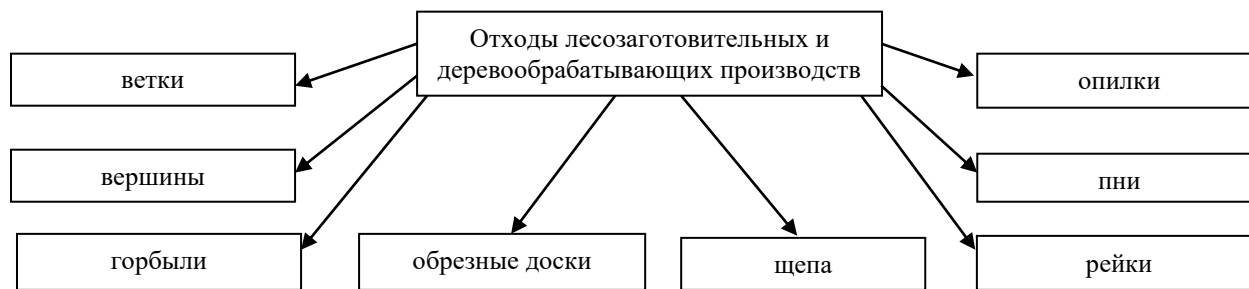 Отходы лесозаготовительных и
деревообрабатывающих производств
ветки
опилки
вершины
пни
горбыли
обрезные доски
щепа
рейки